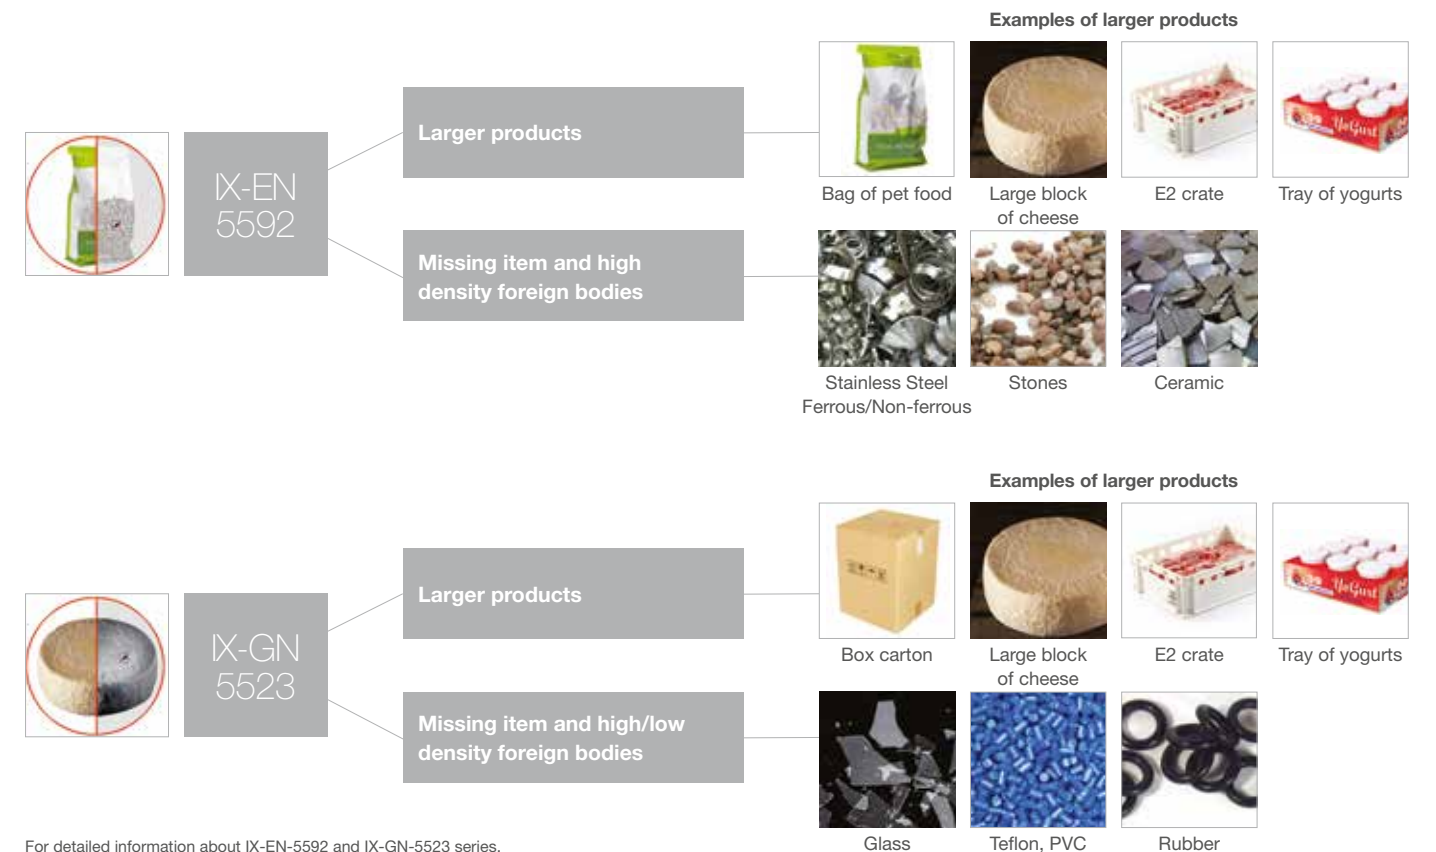 Examples of larger products
IX-EN
5592
Larger products
Bag of pet food
Large block
of cheese
E2 crate
YoGurt
Tray of yogurts
Missing item and high
density foreign bodies
Stainless Steel
Ferrous/Non-ferrous
Stones
Ceramic
Examples of larger products
IX-GN
5523
Larger products
Box carton
Large block
of cheese
E2 crate
YoGurt
Tray of yogurts
Missing item and high/low
density foreign bodies
Glass
Teflon, PVC
Rubber
For detailed information about IX-EN-5592 and IX-GN-5523 series.